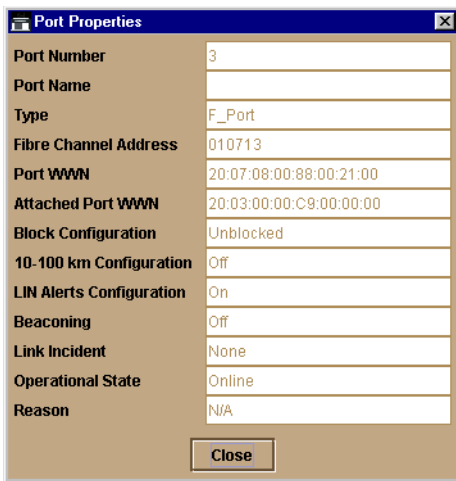 Port Properties
Port Number 3
Port Name
Type F_Port
Fibre Channel Address 010713
Port WWN 20:07:08:00:88:00:21:00
Attached Port WWN 20:03:00:00:C9:00:00:00
Block Configuration Unblocked
10-100 km Configuration Off
LIN Alerts Configuration On
Beaconing Off
Link Incident None
Operational State Online
Reason N/A
Close